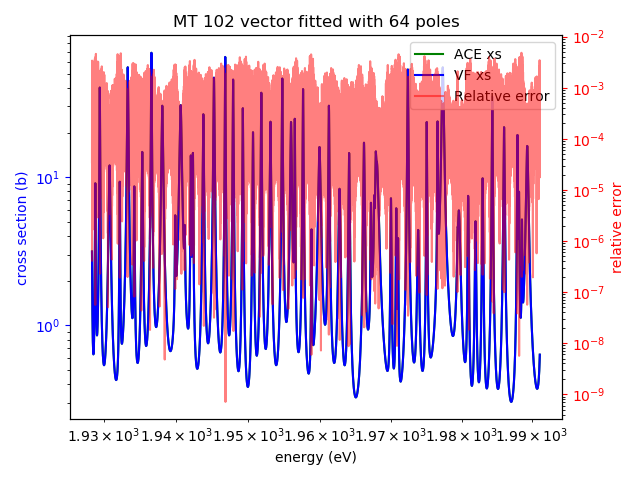 MT 102 vector fitted with 64 poles
ACE xs
VF xs
Relative error
cross section (b)
10¹
10⁰
10⁻²
10⁻³
10⁻⁴
10⁻⁵
10⁻⁶
10⁻⁷
10⁻⁸
10⁻⁹
relative error
1.93×10³ 1.94×10³ 1.95×10³ 1.96×10³ 1.97×10³ 1.98×10³ 1.99×10³
energy (eV)